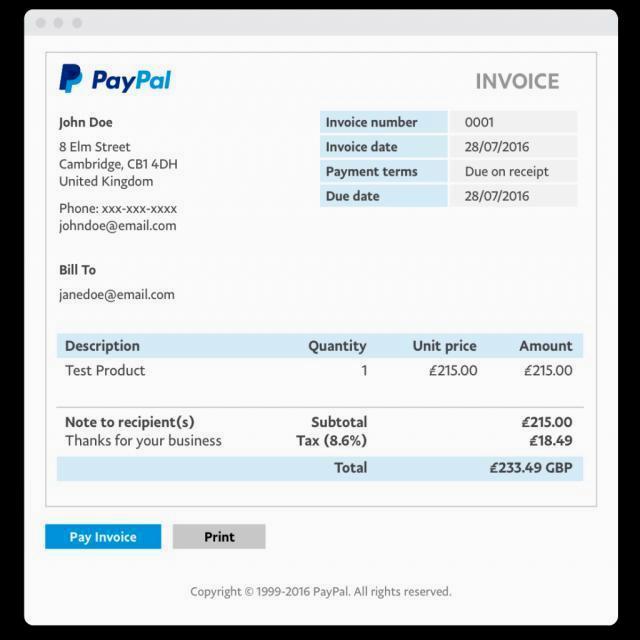 PayPal
INVOICE
John Doe
8 Elm Street
Cambridge, CB1 4DH
United Kingdom
Phone: xxx-xxx-xxxx
johndoe@email.com
Invoice number 0001
Invoice date 28/07/2016
Payment terms Due on receipt
Due date 28/07/2016
Bill To
janedoe@email.com
Description Quantity Unit price Amount
Test Product 1 £215.00 £215.00
Note to recipient(s) Subtotal £215.00
Thanks for your business Tax (8.6%) £18.49
Total £233.49 GBP
Pay Invoice Print
Copyright © 1999-2016 PayPal. All rights reserved.